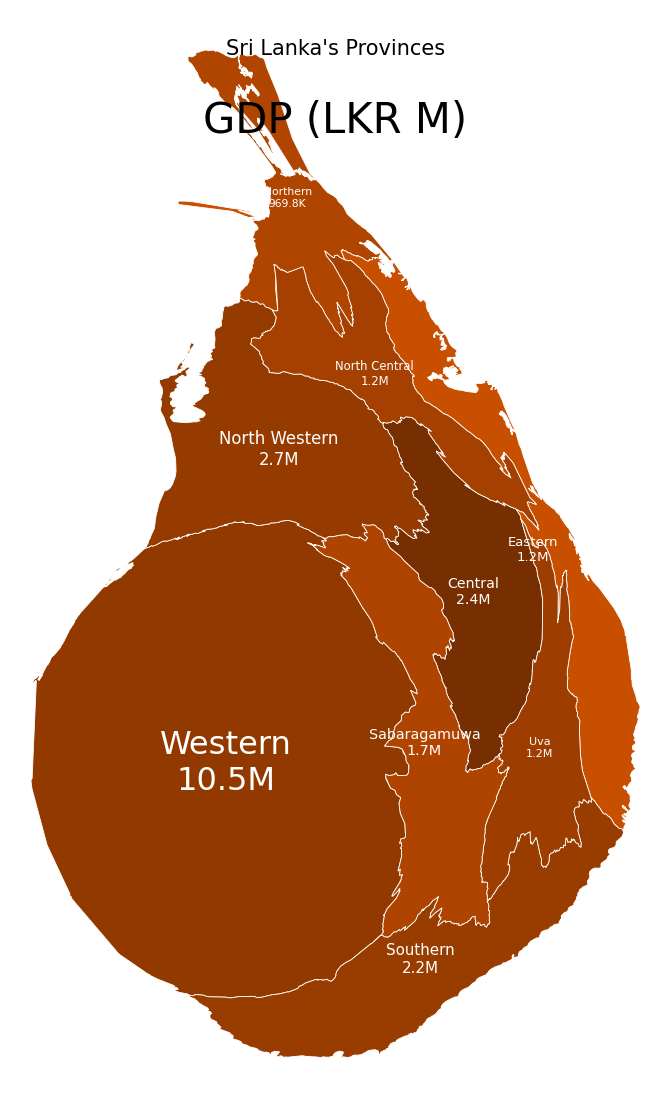 Sri Lanka's Provinces
GDP (LKR M)
Northern
969.8K
North Central
1.2M
North Western
2.7M
Eastern
1.2M
Central
2.4M
Western
10.5M
Sabaragamuwa
1.7M
Uva
1.2M
Southern
2.2M